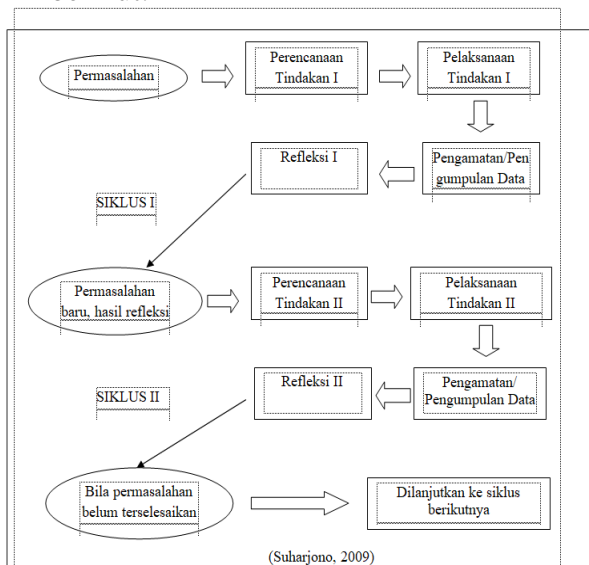 Permasalahan
Perencanaan
Tindakan I
Pelaksanaan
Tindakan I
Refleksi I
Pengamatan/Pen
gumpulan Data
SIKLUS I
Permasalahan
baru, hasil refleksi
Perencanaan
Tindakan II
Pelaksanaan
Tindakan II
Refleksi II
Pengamatan/
Pengumpulan Data
SIKLUS II
Bila permasalahan
belum terselesaikan
Dilanjutkan ke siklus
berikutnya
(Suharjono, 2009)